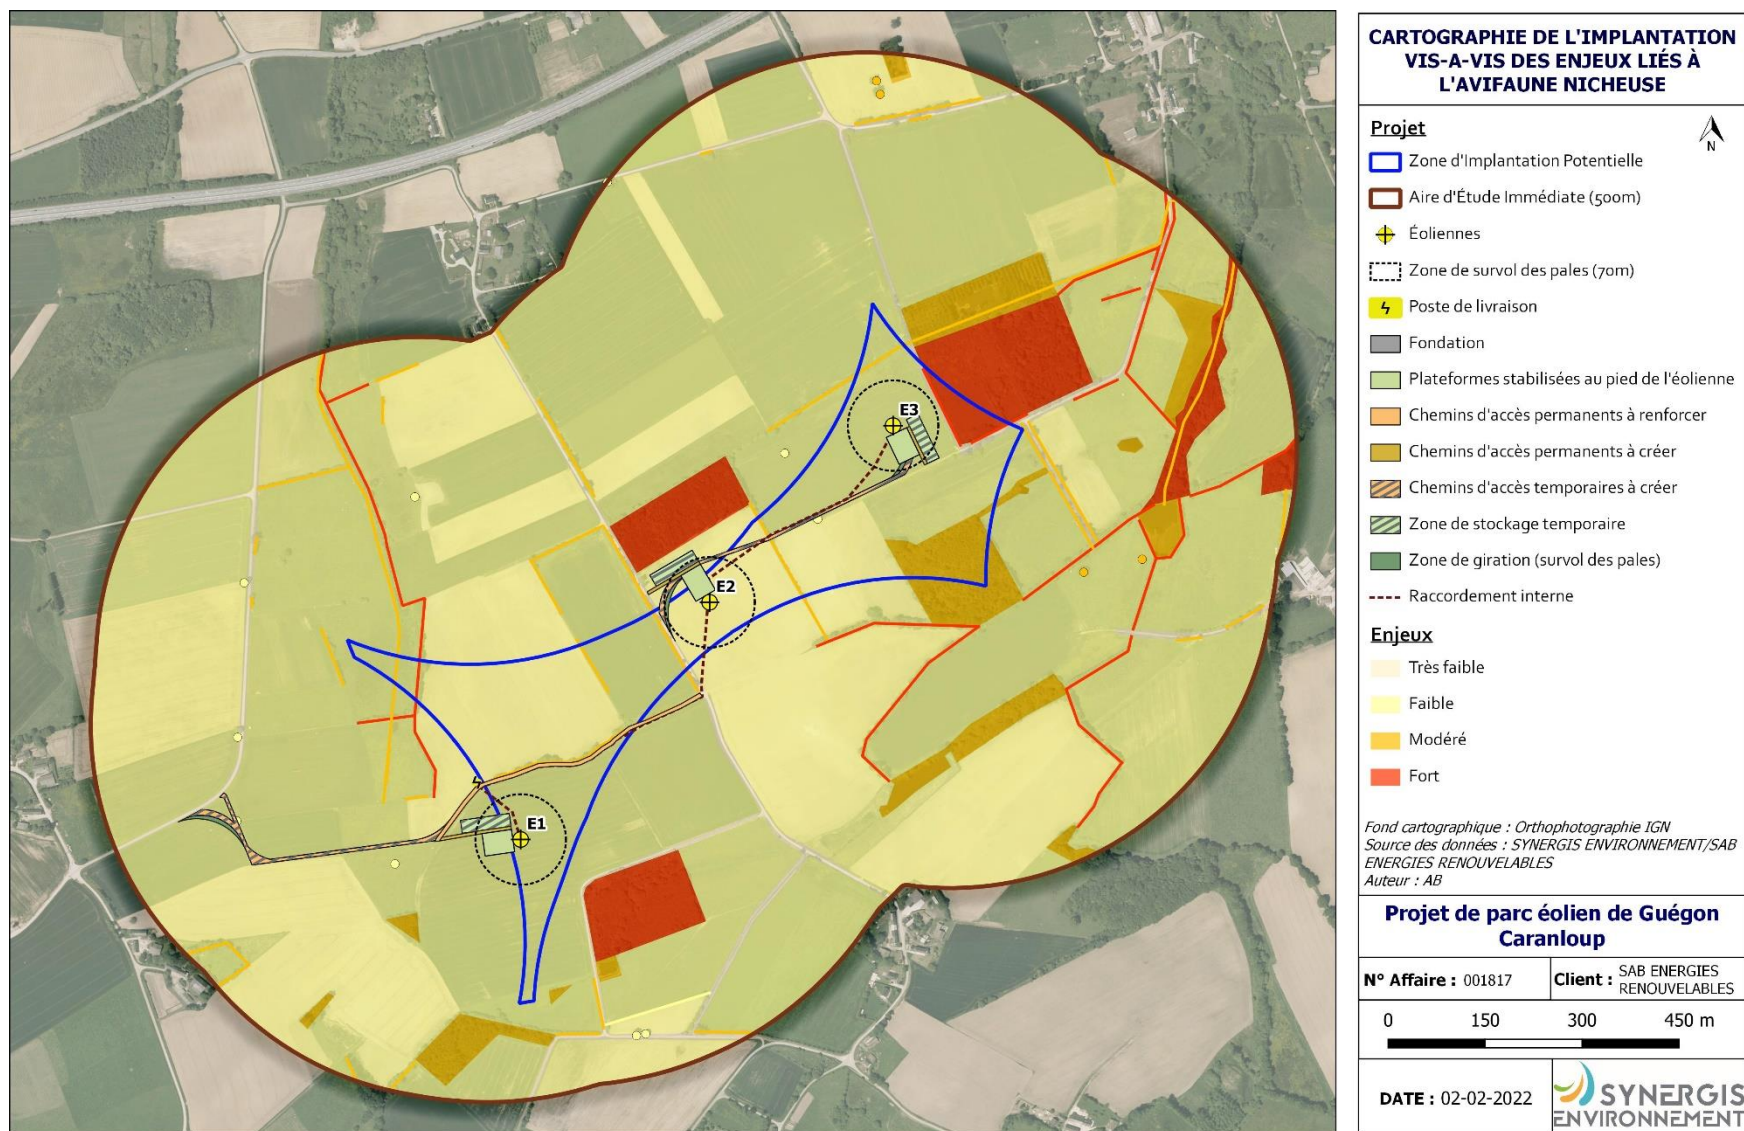 CARTOGRAPHIE DE L'IMPLANTATION
VIS-A-VIS DES ENJEUX LIÉS À
L'AVIFAUNE NICHEUSE
Projet
N
Zone d'Implantation Potentielle
Aire d'Étude Immédiate (500m)
Éoliennes
Zone de survol des pales (70m)
Poste de livraison
Fondation
Plateformes stabilisées au pied de l'éolienne
Chemins d'accès permanents à renforcer
Chemins d'accès permanents à créer
Chemins d'accès temporaires à créer
Zone de stockage temporaire
Zone de giration (survol des pales)
Raccordement interne
Enjeux
Très faible
Faible
Modéré
Fort
Fond cartographique : Orthophotographie IGN
Source des données : SYNERGIS ENVIRONNEMENT/SAB
ENERGIES RENOUVELABLES
Auteur : AB
Projet de parc éolien de Guégon
Caranloup
N° Affaire : 001817
Client : SAB ENERGIES
RENOUVELABLES
0 150 300 450 m
DATE : 02-02-2022
SYNERGIS
ENVIRONNEMENT
E3
E2
E1